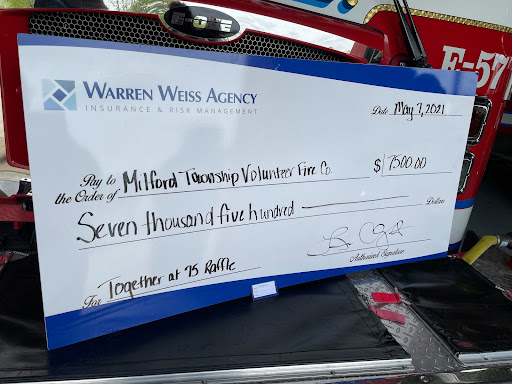 E-ONE
E-57
WARREN WEISS AGENCY
INSURANCE & RISK MANAGEMENT
Date May 7, 2021
Pay to
the Order of Milford Township Volunteer Fire Co. $ 7500.00
Seven thousand five hundred Dollars
For Together at 75 Raffle
Authorized Signature